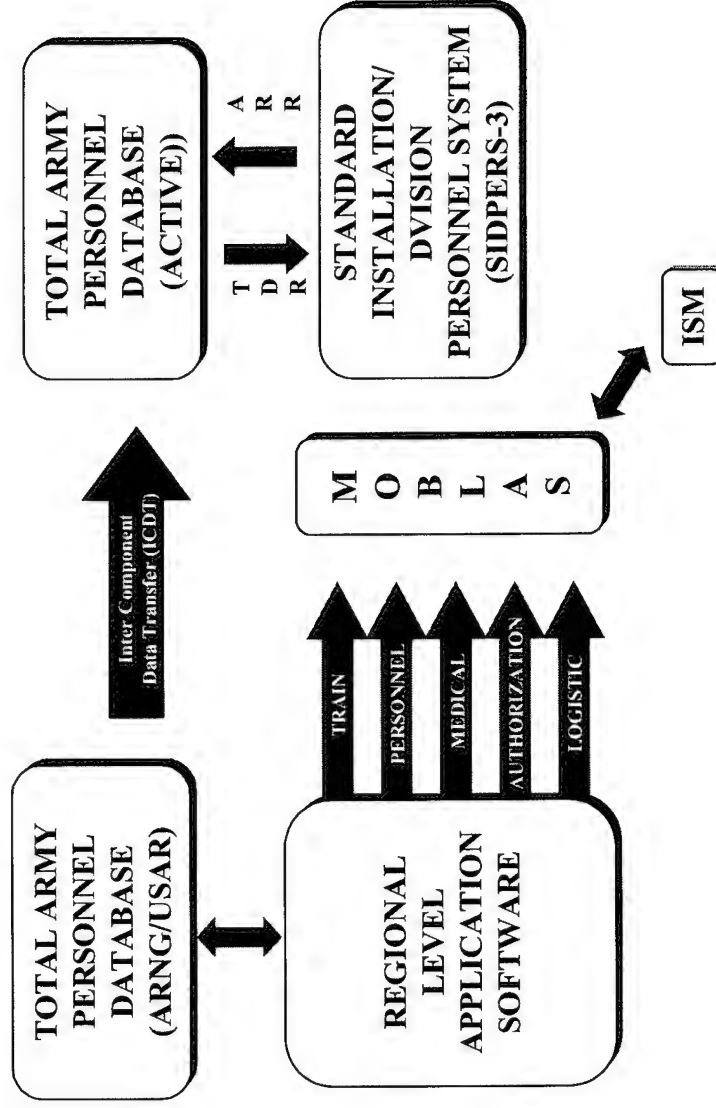 TOTAL ARMY
PERSONNEL
DATABASE
(ARNG/USAR)
Inter Component
Data Transfer (ICDT)
TOTAL ARMY
PERSONNEL
DATABASE
(ACTIVE))
T
D
R
A
R
R
REGIONAL
LEVEL
APPLICATION
SOFTWARE
TRAIN
PERSONNEL
MEDICAL
AUTHORIZATION
LOGISTIC
M
O
B
L
A
S
STANDARD
INSTALLATION/
DVISION
PERSONNEL SYSTEM
(SIDPERS-3)
ISM